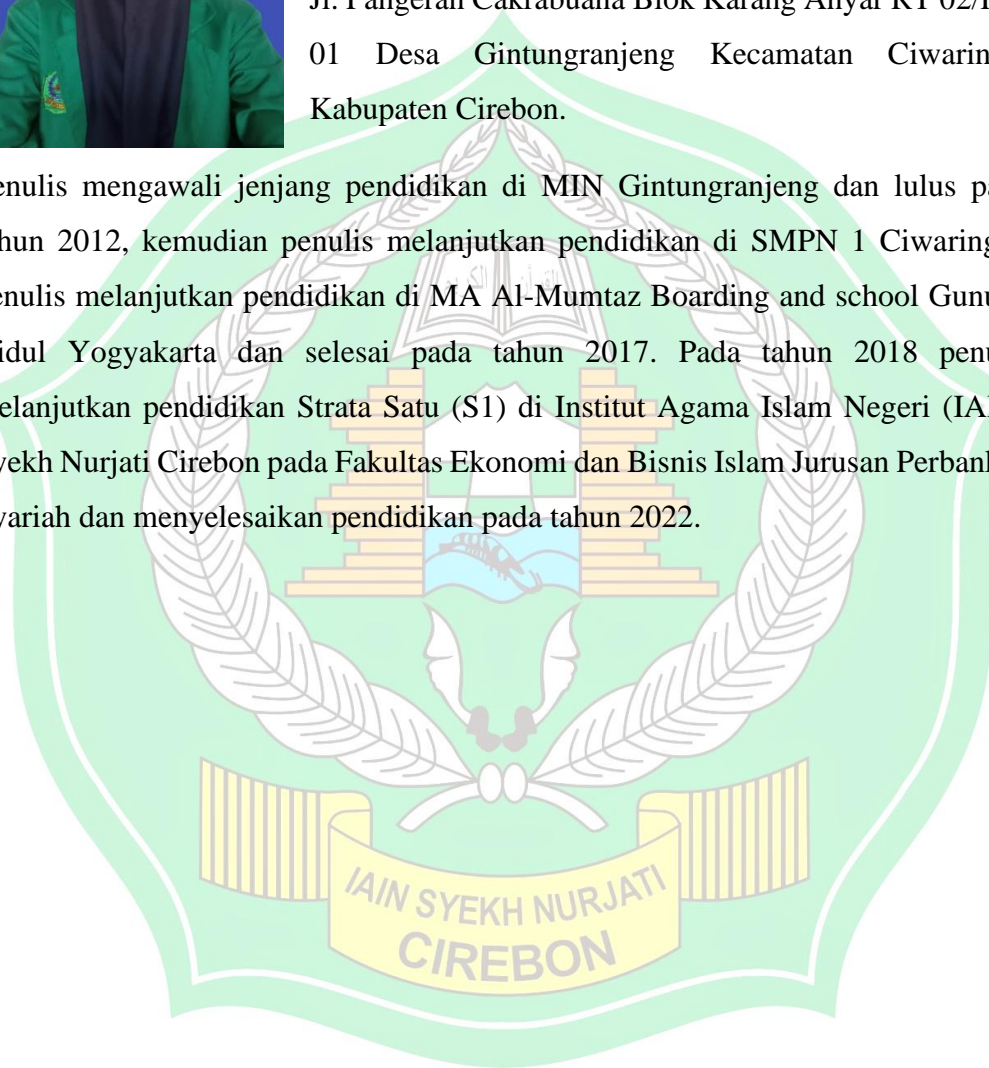 Jl. Pangeran Cakrabuana Blok Karang Anyar RT 02/
01 Desa Gintungranjeng Kecamatan Ciwarin
Kabupaten Cirebon.
enulis mengawali jenjang pendidikan di MIN Gintungranjeng dan lulus pa
hun 2012, kemudian penulis melanjutkan pendidikan di SMPN 1 Ciwaring
enulis melanjutkan pendidikan di MA Al-Mumtaz Boarding and school Gunu
idul Yogyakarta dan selesai pada tahun 2017. Pada tahun 2018 penu
elanjutkan pendidikan Strata Satu (S1) di Institut Agama Islam Negeri (IA
yekh Nurjati Cirebon pada Fakultas Ekonomi dan Bisnis Islam Jurusan Perbank
yariah dan menyelesaikan pendidikan pada tahun 2022.
IAIN SYEKH NURJATI
CIREBON